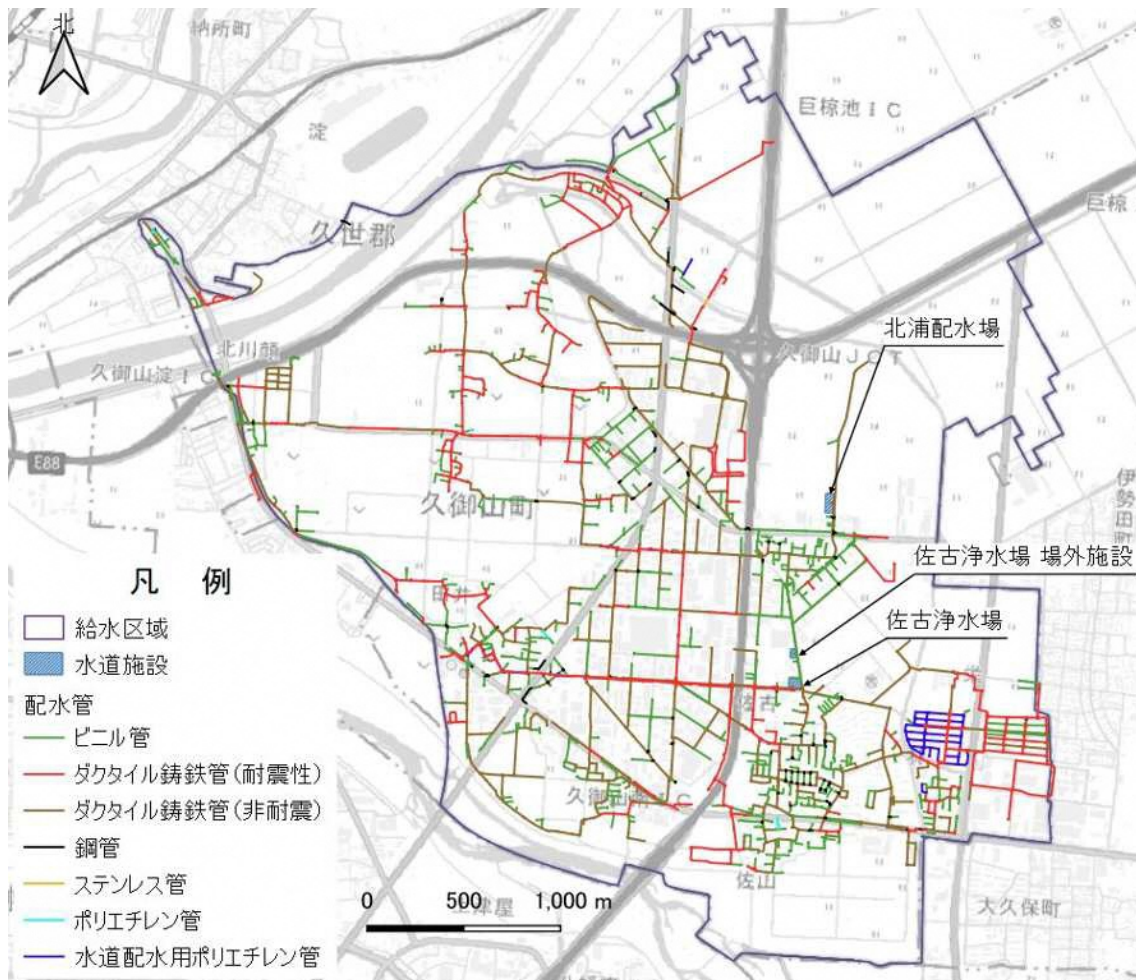 北
納所町
淀
巨椋池IC
巨椋
久世郡
北浦配水場
北川顔
久御山淀IC
久御山JCT
E88
伊勢田町
久御山町
佐古浄水場 場外施設
佐古浄水場
田井
佐古
久御山南IC
佐山
大久保町
凡 例
給水区域
水道施設
配水管
ビニル管
ダクタイル鋳鉄管(耐震性)
ダクタイル鋳鉄管(非耐震)
鋼管
ステンレス管
ポリエチレン管
水道配水用ポリエチレン管
0 500 1,000 m